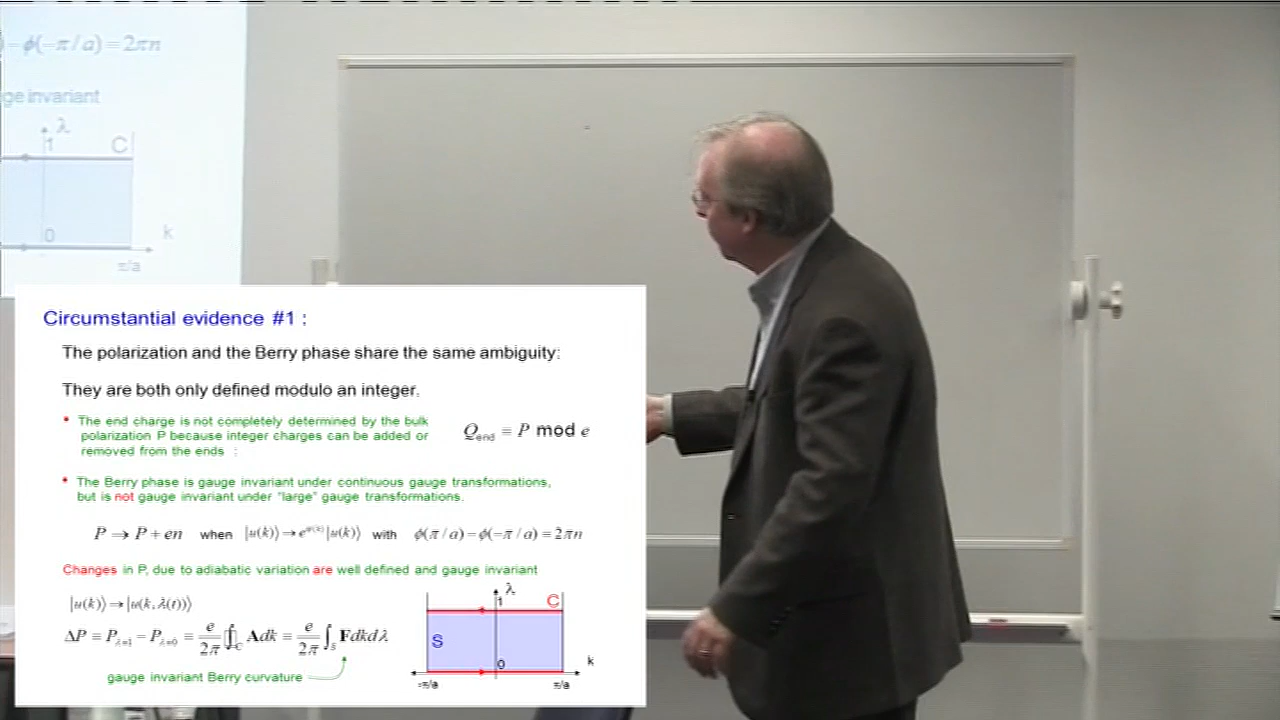 ) – ϕ(−π / a) = 2πn
ge invariant
λ
1
C
0
k
π/a
Circumstantial evidence #1 :
The polarization and the Berry phase share the same ambiguity:
They are both only defined modulo an integer.
• The end charge is not completely determined by the bulk
polarization P because integer charges can be added or
removed from the ends :
Q_end = P mod e
• The Berry phase is gauge invariant under continuous gauge transformations,
but is not gauge invariant under "large" gauge transformations.
P ⇒ P + en when |u(k)⟩ → e^{iϕ(k)} |u(k)⟩ with ϕ(π / a) − ϕ(−π / a) = 2πn
Changes in P, due to adiabatic variation are well defined and gauge invariant
|u(k)⟩ → |u(k, λ(t))⟩
ΔP = P_{λ=1} − P_{λ=0} = e/2π ∮_C A dk = e/2π ∫_S F dk dλ
gauge invariant Berry curvature
λ
1
C
S
0
k
-π/a
π/a